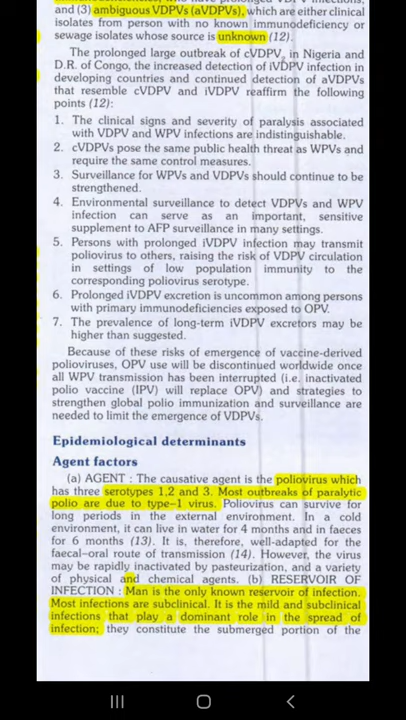 and (3) ambiguous VDPVs (aVDPVs), which are either clinical
isolates from person with no known immunodeficiency or
sewage isolates whose source is unknown (12).
The prolonged large outbreak of cVDPV, in Nigeria and
D.R. of Congo, the increased detection of iVDPV infection in
developing countries and continued detection of aVDPVs
that resemble cVDPV and iVDPV reaffirm the following
points (12):
1. The clinical signs and severity of paralysis associated
with VDPV and WPV infections are indistinguishable.
2. cVDPVs pose the same public health threat as WPVs and
require the same control measures.
3. Surveillance for WPVs and VDPVs should continue to be
strengthened.
4. Environmental surveillance to detect VDPVs and WPV
infection can serve as an important, sensitive
supplement to AFP surveillance in many settings.
5. Persons with prolonged iVDPV infection may transmit
poliovirus to others, raising the risk of VDPV circulation
in settings of low population immunity to the
corresponding poliovirus serotype.
6. Prolonged iVDPV excretion is uncommon among persons
with primary immunodeficiencies exposed to OPV.
7. The prevalence of long-term iVDPV excretors may be
higher than suggested.
Because of these risks of emergence of vaccine-derived
polioviruses, OPV use will be discontinued worldwide once
all WPV transmission has been interrupted (i.e. inactivated
polio vaccine (IPV) will replace OPV) and strategies to
strengthen global polio immunization and surveillance are
needed to limit the emergence of VDPVs.
Epidemiological determinants
Agent factors
(a) AGENT : The causative agent is the poliovirus which
has three serotypes 1,2 and 3. Most outbreaks of paralytic
polio are due to type-1 virus. Poliovirus can survive for
long periods in the external environment. In a cold
environment, it can live in water for 4 months and in faeces
for 6 months (13). It is, therefore, well-adapted for the
faecal-oral route of transmission (14). However, the virus
may be rapidly inactivated by pasteurization, and a variety
of physical and chemical agents. (b) RESERVOIR OF
INFECTION : Man is the only known reservoir of infection.
Most infections are subclinical. It is the mild and subclinical
infections that play a dominant role in the spread of
infection; they constitute the submerged portion of the